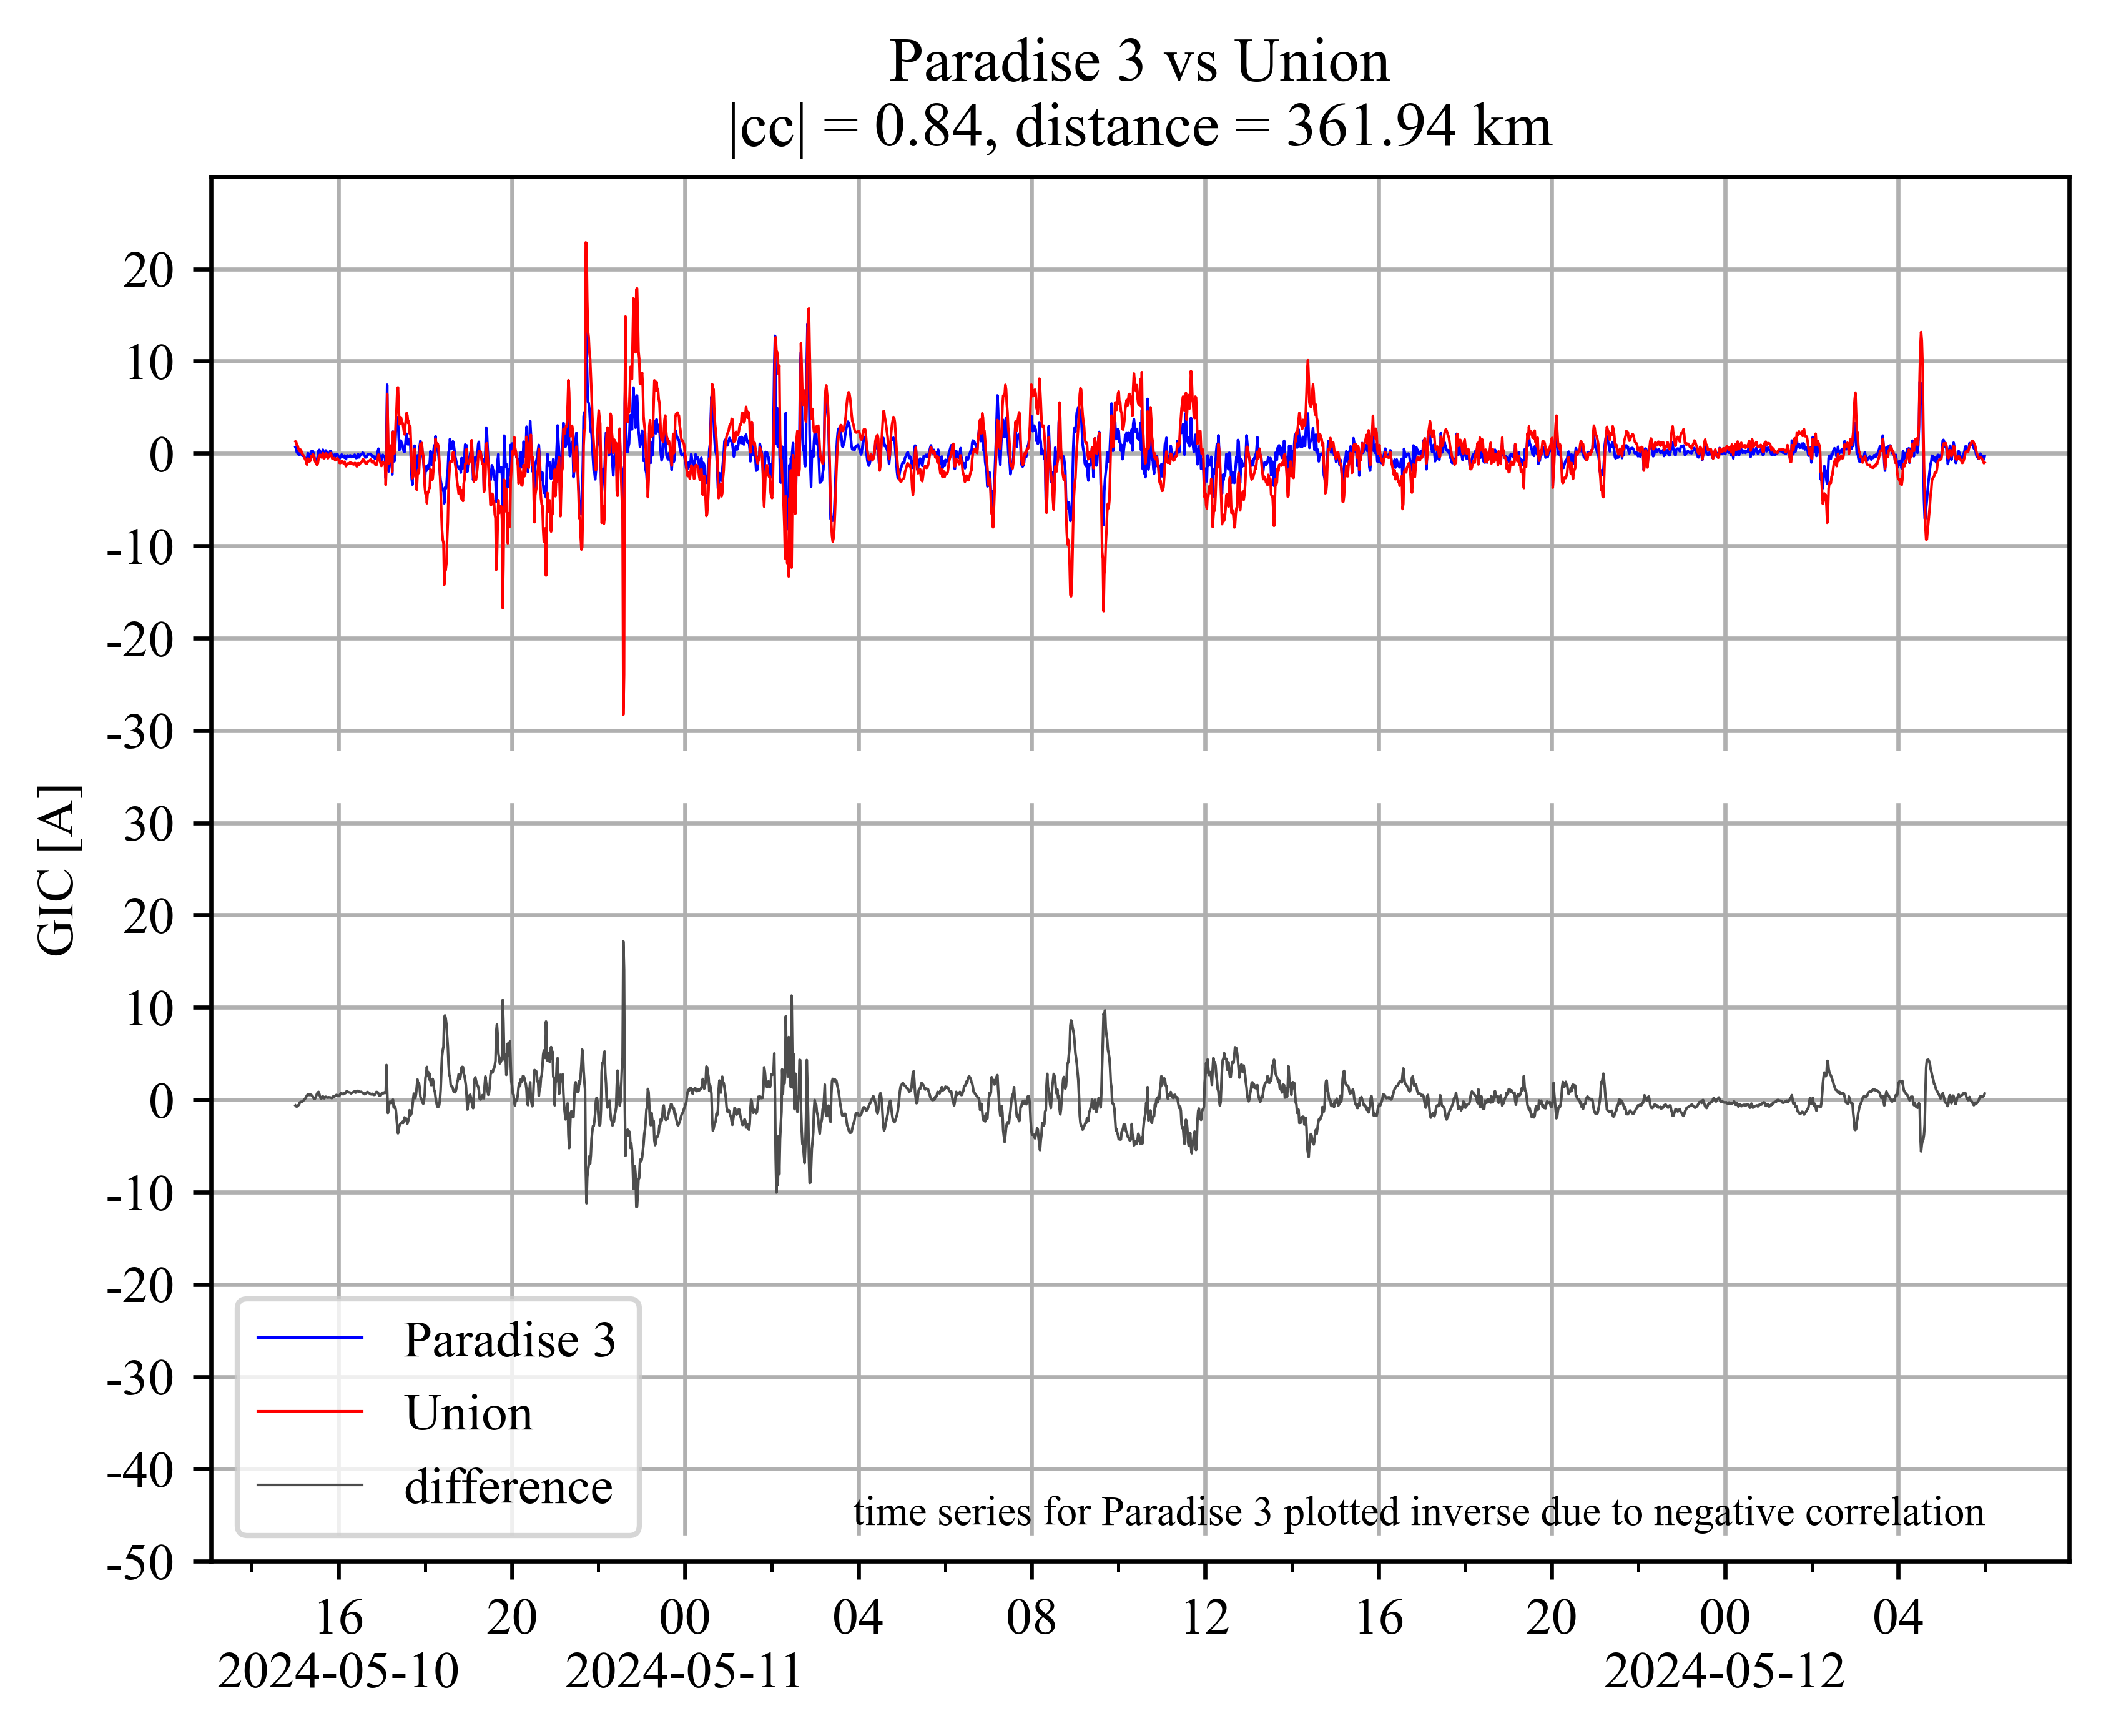 Paradise 3 vs Union
|cc| = 0.84, distance = 361.94 km
GIC [A]
20
10
0
-10
-20
-30
30
20
10
0
-10
-20
-30
-40
-50
Paradise 3
Union
difference
time series for Paradise 3 plotted inverse due to negative correlation
16 20 00 04 08 12 16 20 00 04
2024-05-10 2024-05-11 2024-05-12